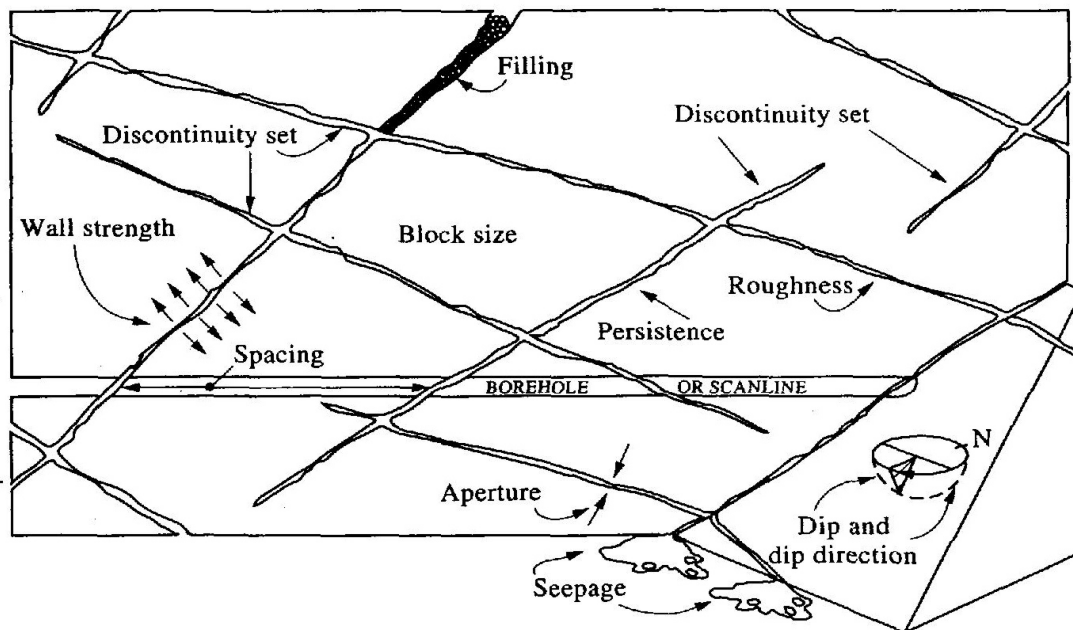 Filling
Discontinuity set
Discontinuity set
Wall strength
Block size
Roughness
Persistence
Spacing
BOREHOLE OR SCANLINE
N
Aperture
Dip and
dip direction
Seepage